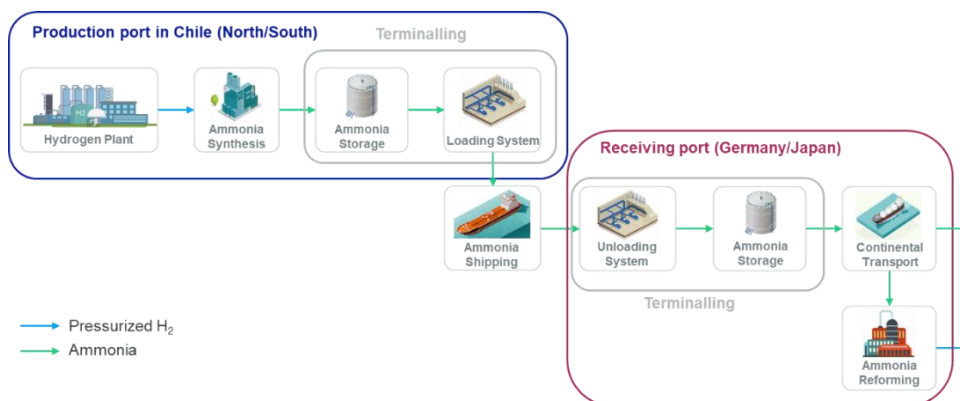 Production port in Chile (North/South)
Terminalling
H2
Hydrogen Plant
Ammonia
Synthesis
Ammonia
Storage
Loading System
Receiving port (Germany/Japan)
Ammonia
Shipping
Unloading
System
Ammonia
Storage
Continental
Transport
Terminalling
Pressurized H₂
Ammonia
Ammonia
Reforming